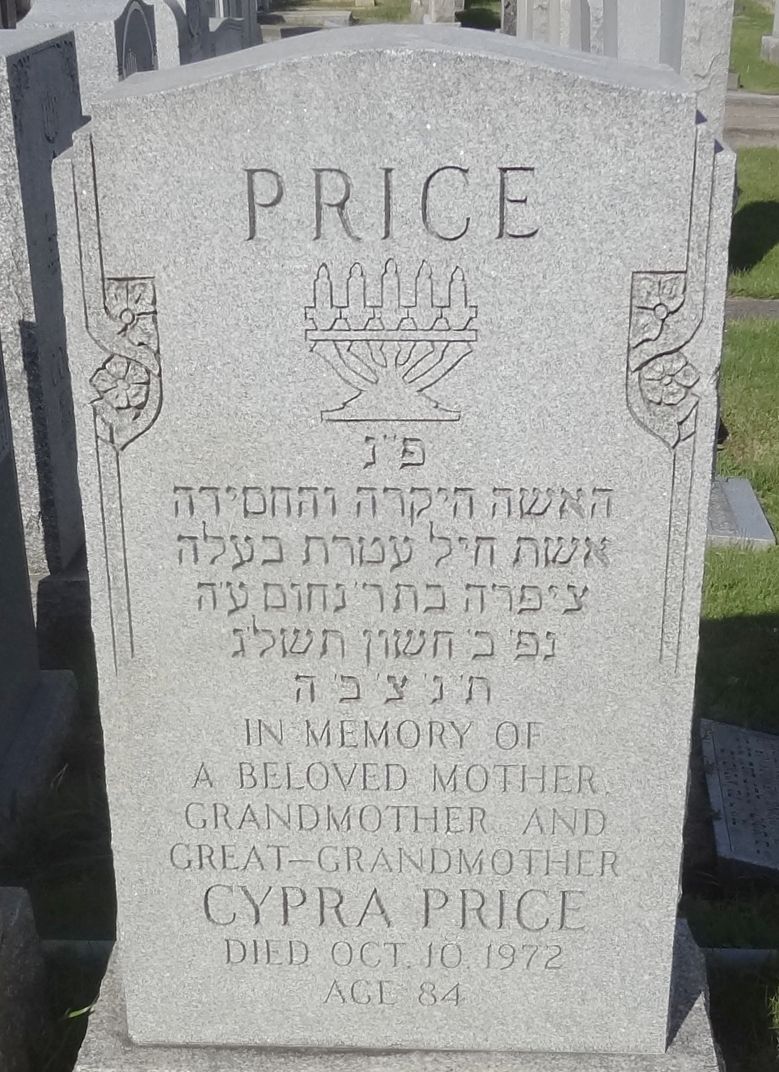 PRICE
פ״נ
האשה היקרה והחסידה
אשת חיל עטרת בעלה
ציפרה בתר׳ נחום ע׳ה
נפ׳ ב׳ חשון תשל׳ג
ת׳ נ׳ צ׳ ב׳ ה
IN MEMORY OF
A BELOVED MOTHER,
GRANDMOTHER AND
GREAT-GRANDMOTHER
CYPRA PRICE
DIED OCT. 10, 1972
AGE 84